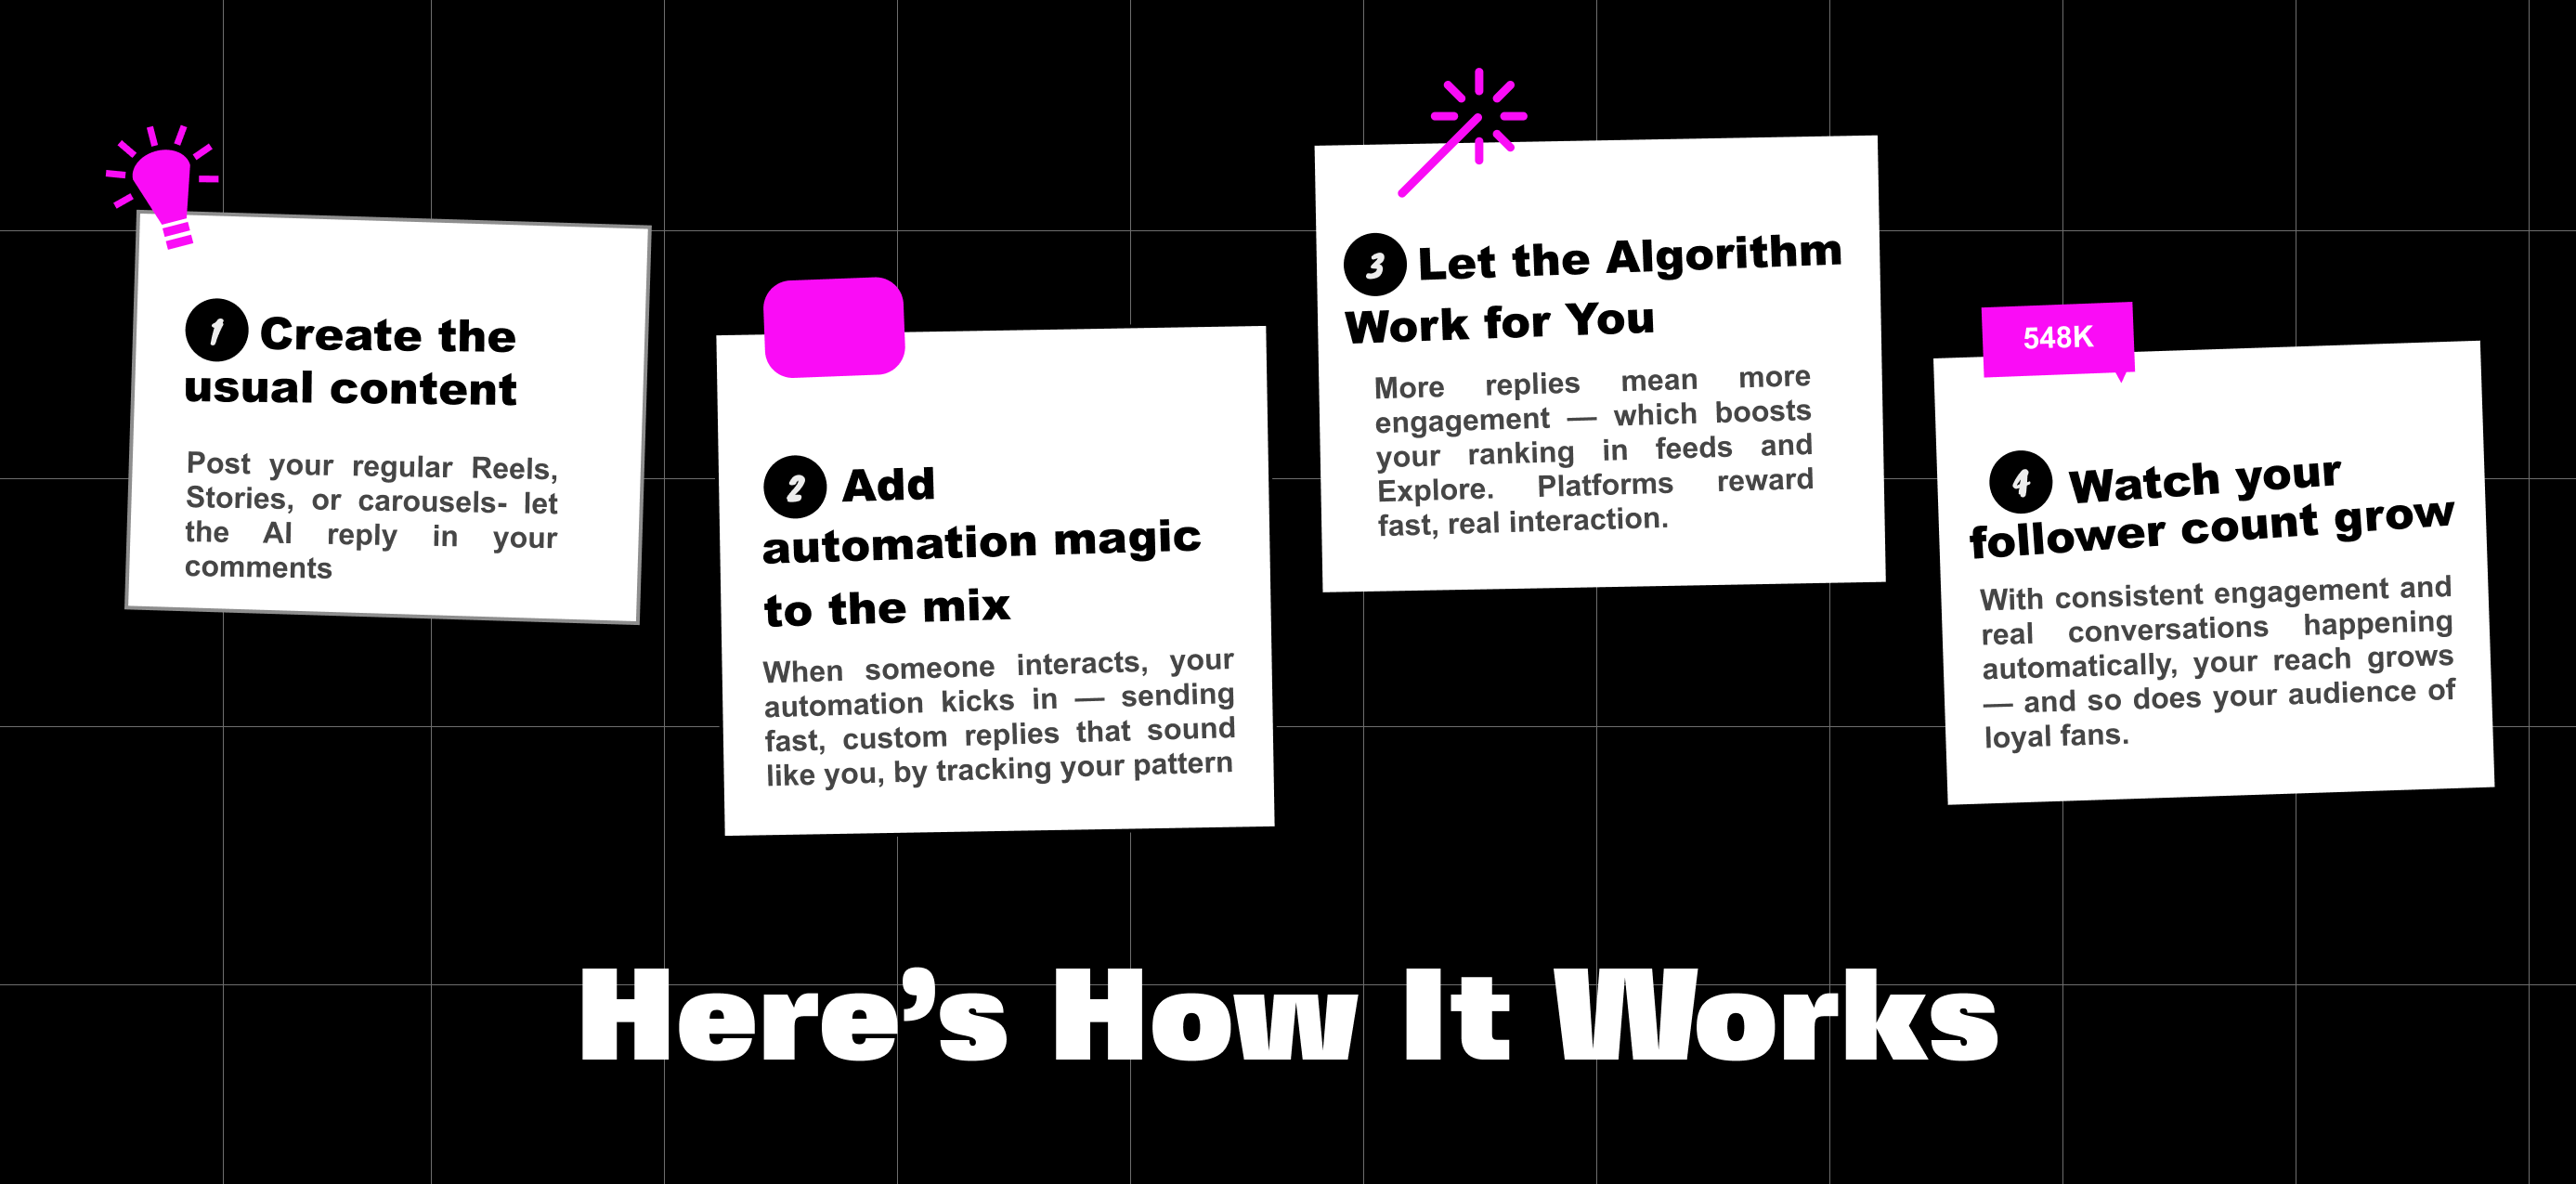 1 Create the
usual content
Post your regular Reels,
Stories, or carousels- let
the AI reply in your
comments
2 Add
automation magic
to the mix
When someone interacts, your
automation kicks in — sending
fast, custom replies that sound
like you, by tracking your pattern
3 Let the Algorithm
Work for You
More replies mean more
engagement — which boosts
your ranking in feeds and
Explore. Platforms reward
fast, real interaction.
548K
4 Watch your
follower count grow
With consistent engagement and
real conversations happening
automatically, your reach grows
— and so does your audience of
loyal fans.
Here’s How It Works